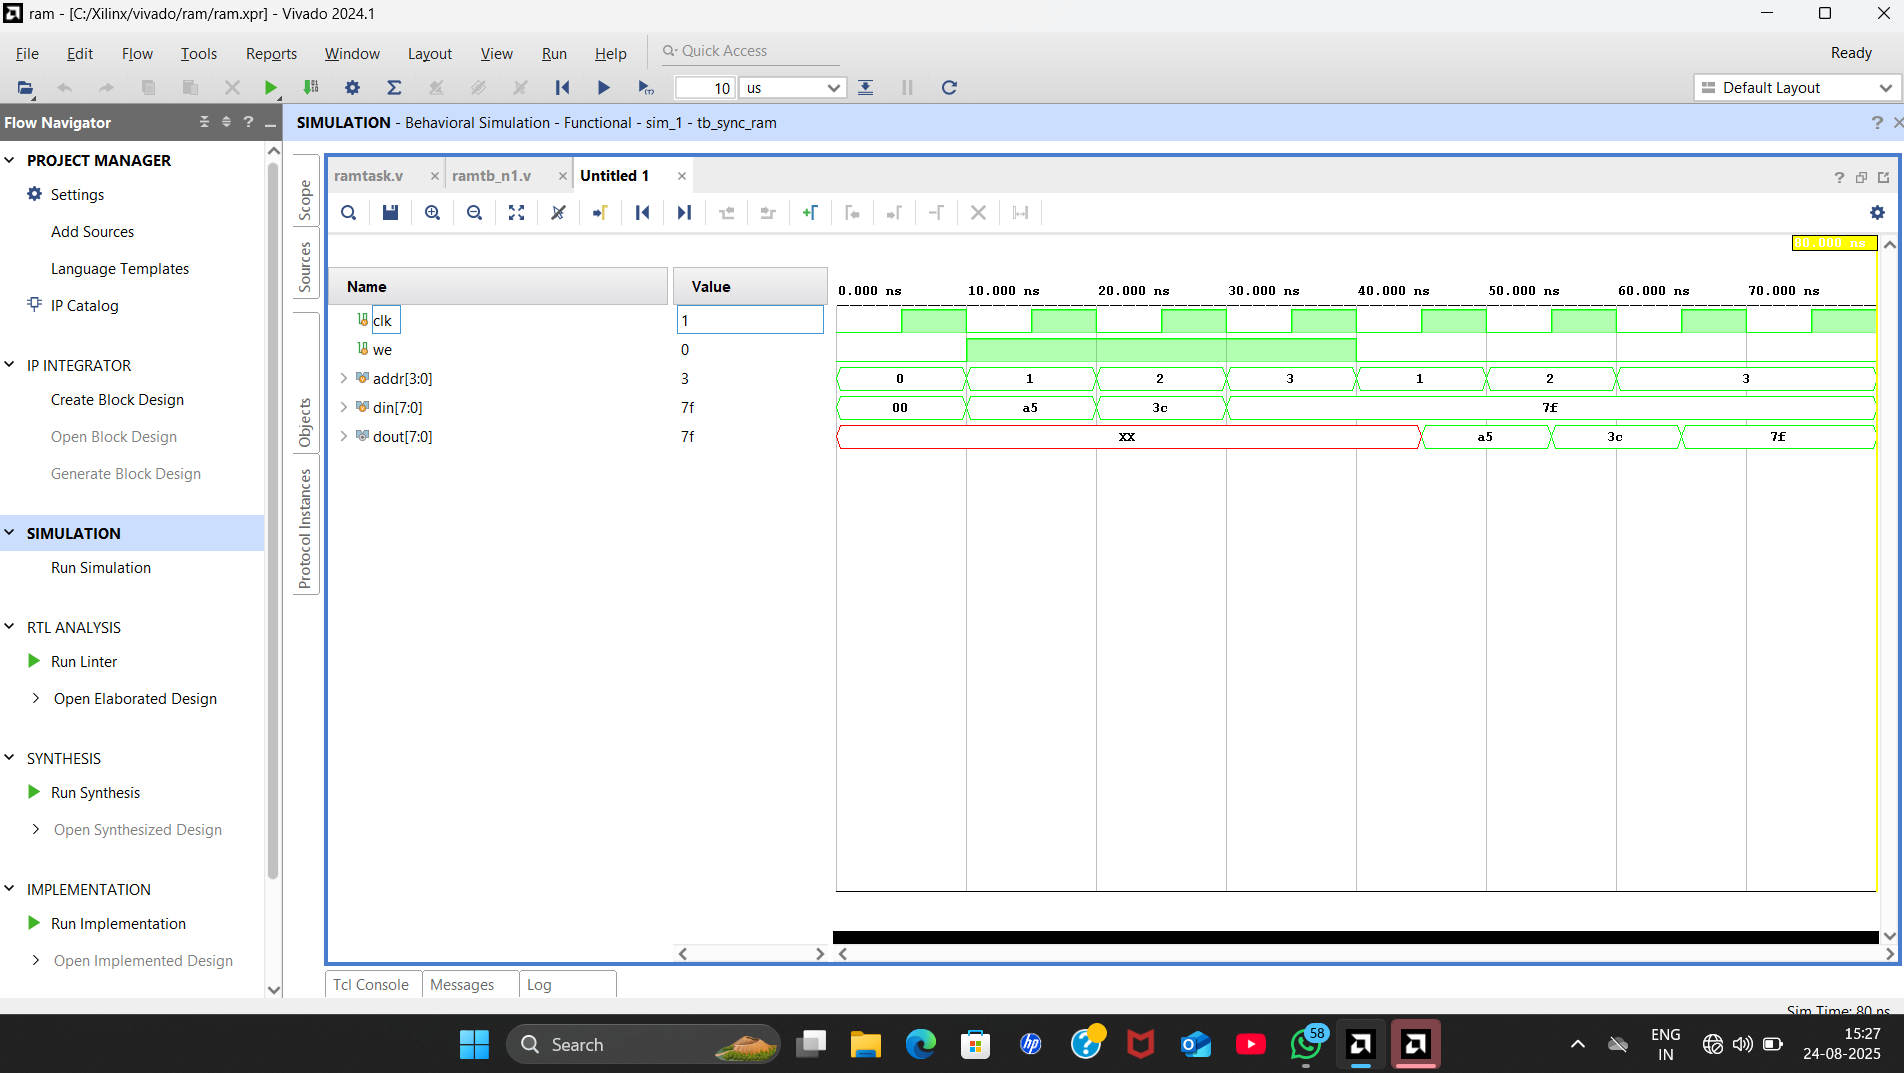 ram - [C:/Xilinx/vivado/ram/ram.xpr] - Vivado 2024.1
File Edit Flow Tools Reports Window Layout View Run Help Quick Access Ready
10 us Default Layout
Flow Navigator
SIMULATION - Behavioral Simulation - Functional - sim_1 - tb_sync_ram
PROJECT MANAGER
Settings
Add Sources
Language Templates
IP Catalog
IP INTEGRATOR
Create Block Design
Open Block Design
Generate Block Design
SIMULATION
Run Simulation
RTL ANALYSIS
Run Linter
Open Elaborated Design
SYNTHESIS
Run Synthesis
Open Synthesized Design
IMPLEMENTATION
Run Implementation
Open Implemented Design
Scope
Sources
Objects
Protocol Instances
ramtask.v ramtb_n1.v Untitled 1
80.000 ns
Name Value
0.000 ns 10.000 ns 20.000 ns 30.000 ns 40.000 ns 50.000 ns 60.000 ns 70.000 ns
clk 1
we 0
addr[3:0] 3 0 1 2 3 1 2 3
din[7:0] 7f 00 a5 3c 7f
dout[7:0] 7f XX a5 3c 7f
Tcl Console Messages Log
Sim Time: 80 ns
Search
hp
58
ENG
IN
15:27
24-08-2025